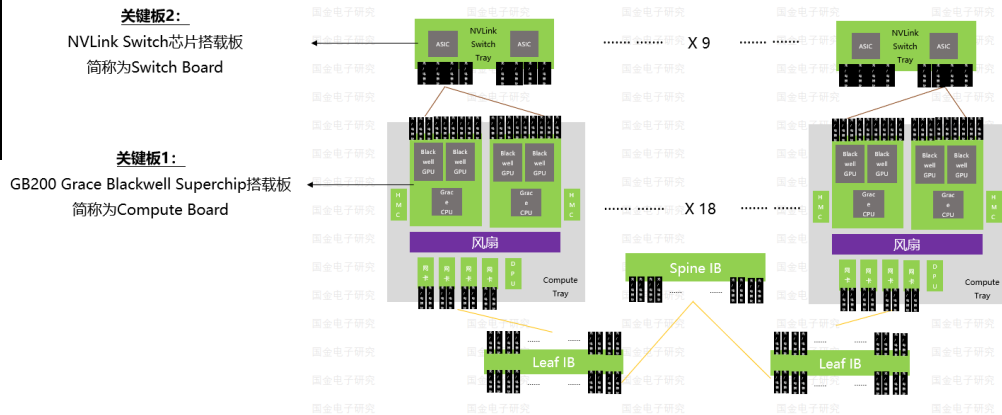 关键板2：
NVLink Switch芯片搭载板
简称为Switch Board
关键板1：
GB200 Grace Blackwell Superchip搭载板
简称为Compute Board
ASIC
NVLink
Switch
Tray
ASIC
······ ······
X 9
······ ······
ASIC
NVLink
Switch
Tray
ASIC
Black
well
GPU
Black
well
GPU
Black
well
GPU
Black
well
GPU
Grac
e
CPU
Grac
e
CPU
H
M
C
H
M
C
风扇
网
卡
网
卡
网
卡
网
卡
D
P
U
Compute
Tray
······ ······
X 18
······ ······
Black
well
GPU
Black
well
GPU
Black
well
GPU
Black
well
GPU
Grac
e
CPU
Grac
e
CPU
H
M
C
H
M
C
风扇
网
卡
网
卡
网
卡
网
卡
D
P
U
Compute
Tray
Spine IB
Leaf IB
Leaf IB
国金电子研究